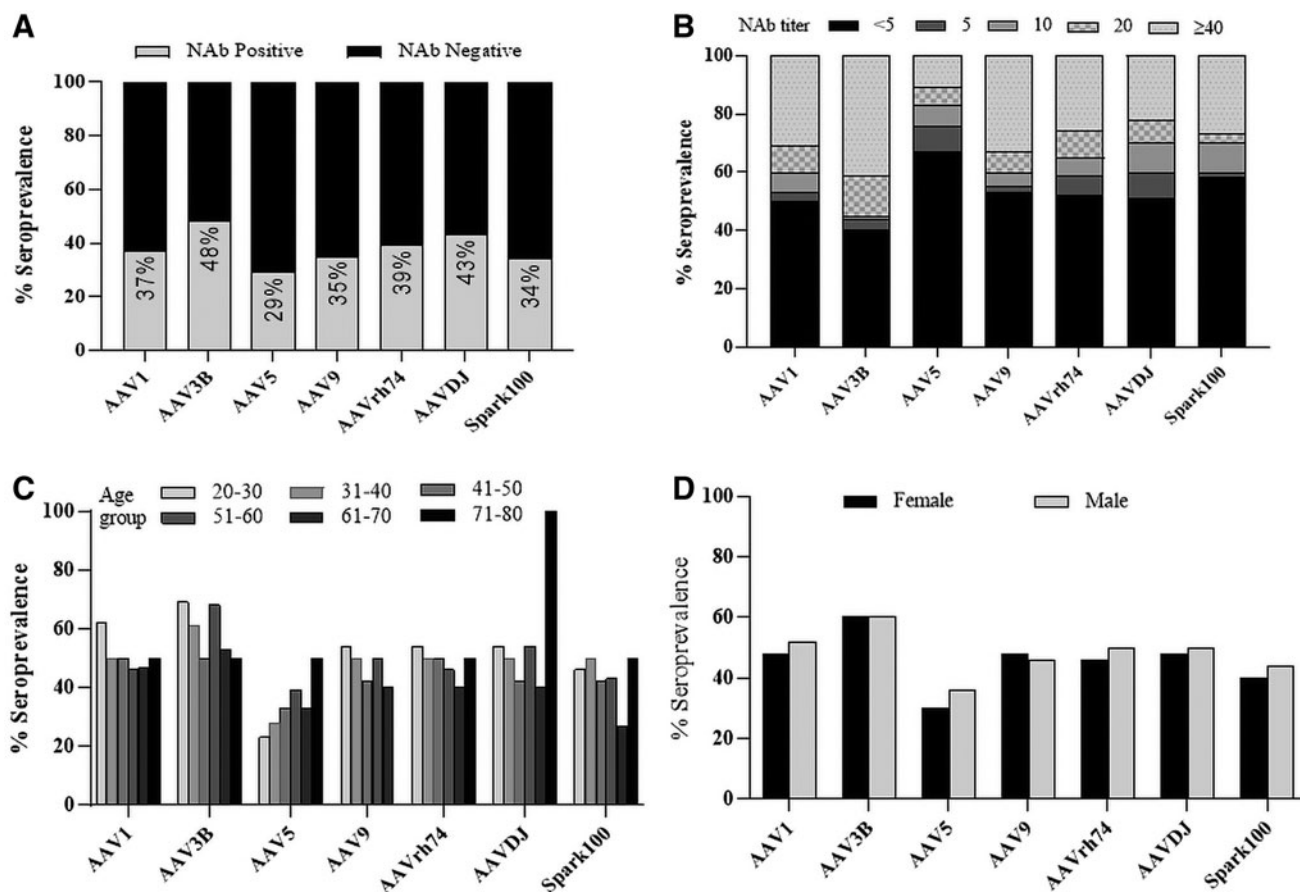 A
NAb Positive NAb Negative
% Seroprevalence
100
80
60
40
20
0
37% 48% 29% 35% 39% 43% 34%
AAV1 AAV3B AAV5 AAV9 AAVrh74 AAVDJ Spark100
B
NAb titer <5 5 10 20 ≥40
% Seroprevalence
100
80
60
40
20
0
AAV1 AAV3B AAV5 AAV9 AAVrh74 AAVDJ Spark100
C
Age 20-30 31-40 41-50
group 51-60 61-70 71-80
% Seroprevalence
100
80
60
40
20
0
AAV1 AAV3B AAV5 AAV9 AAVrh74 AAVDJ Spark100
D
Female Male
% Seroprevalence
100
80
60
40
20
0
AAV1 AAV3B AAV5 AAV9 AAVrh74 AAVDJ Spark100